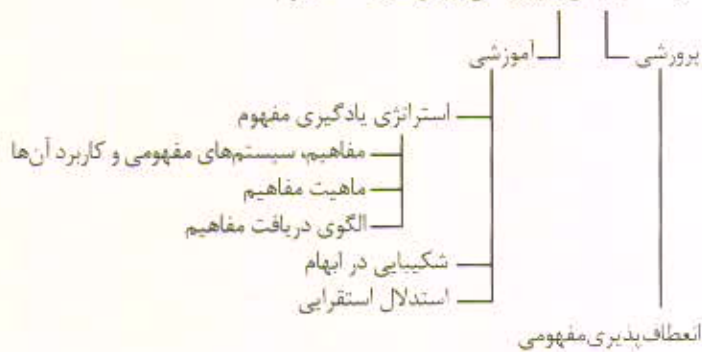 پرورشی
آموزشی
استراتژی یادگیری مفهوم
مفاهیم، سیستم‌های مفهومی و کاربرد آن‌ها
ماهیت مفاهیم
الگوی دریافت مفاهیم
شکیبایی در ابهام
استدلال استقرایی
انعطاف‌پذیری‌مفهومی